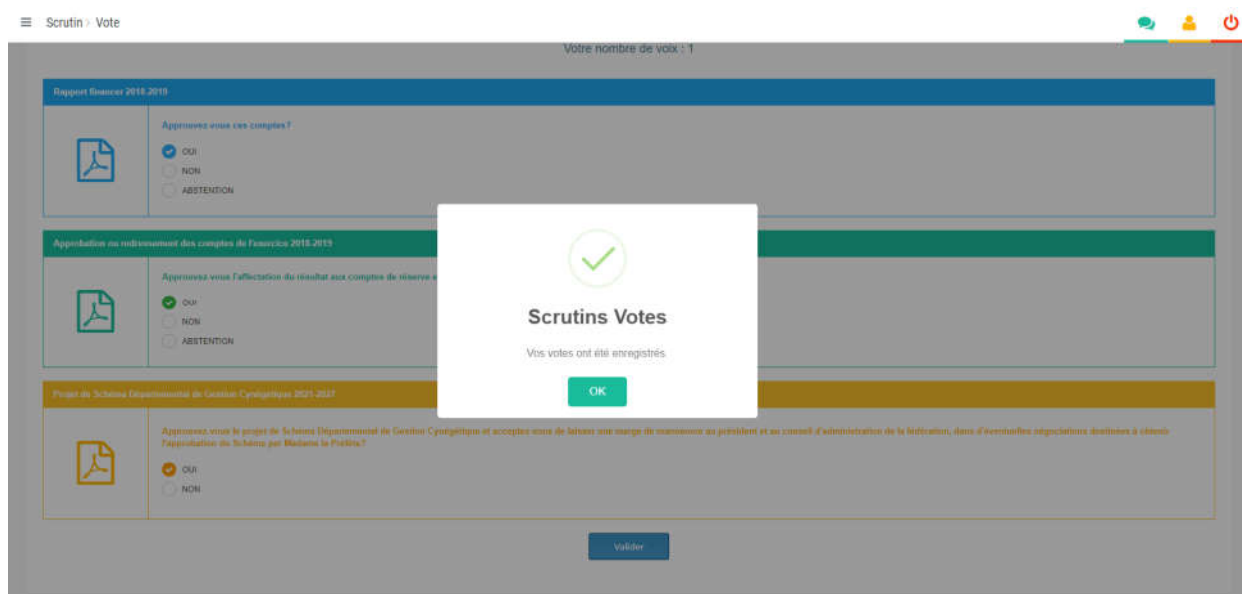 Scrutin > Vote
Votre nombre de voix : 1
Rapport financer 2018-2019
Approuvez vous ces comptes?
OUI
NON
ABSTENTION
Approbation ou redressement des comptes de l'exercice 2018-2019
Approuvez vous l'affectation du résultat aux comptes de réserve
OUI
NON
ABSTENTION
Scrutins Votes
Vos votes ont été enregistrés.
OK
Projet de Schéma Départemental de Gestion Cynégétique 2021-2027
Approuvez vous le projet de Schéma Départemental de Gestion Cynégétique et acceptez vous de laisser une marge de manoeuvre au président et au conseil d'administration de la fédération, dans d'éventuelles négociations destinées à obtenir
l'approbation du Schéma par Madame la Préfète?
OUI
NON
Valider